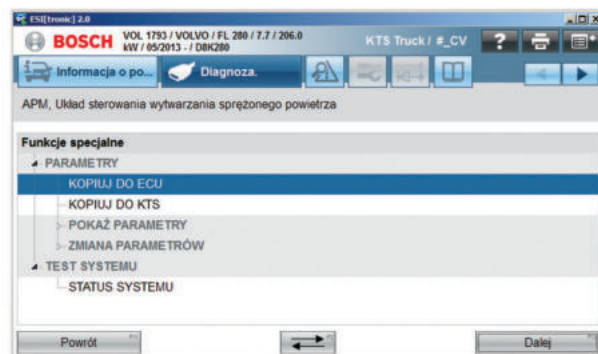 ESI[tronic] 2.0
BOSCH
VOL 1793 / VOLVO / FL 280 / 7.7 / 206.0
kW / 05/2013 - / D8K280
KTS Truck / #_CV
?
Informacja o po...
Diagnoza.
APM, Układ sterowania wytwarzania sprężonego powietrza
Funkcje specjalne
PARAMETRY
KOPIUJ DO ECU
KOPIUJ DO KTS
POKAŻ PARAMETRY
ZMIANA PARAMETRÓW
TEST SYSTEMU
STATUS SYSTEMU
Powrót
Dalej